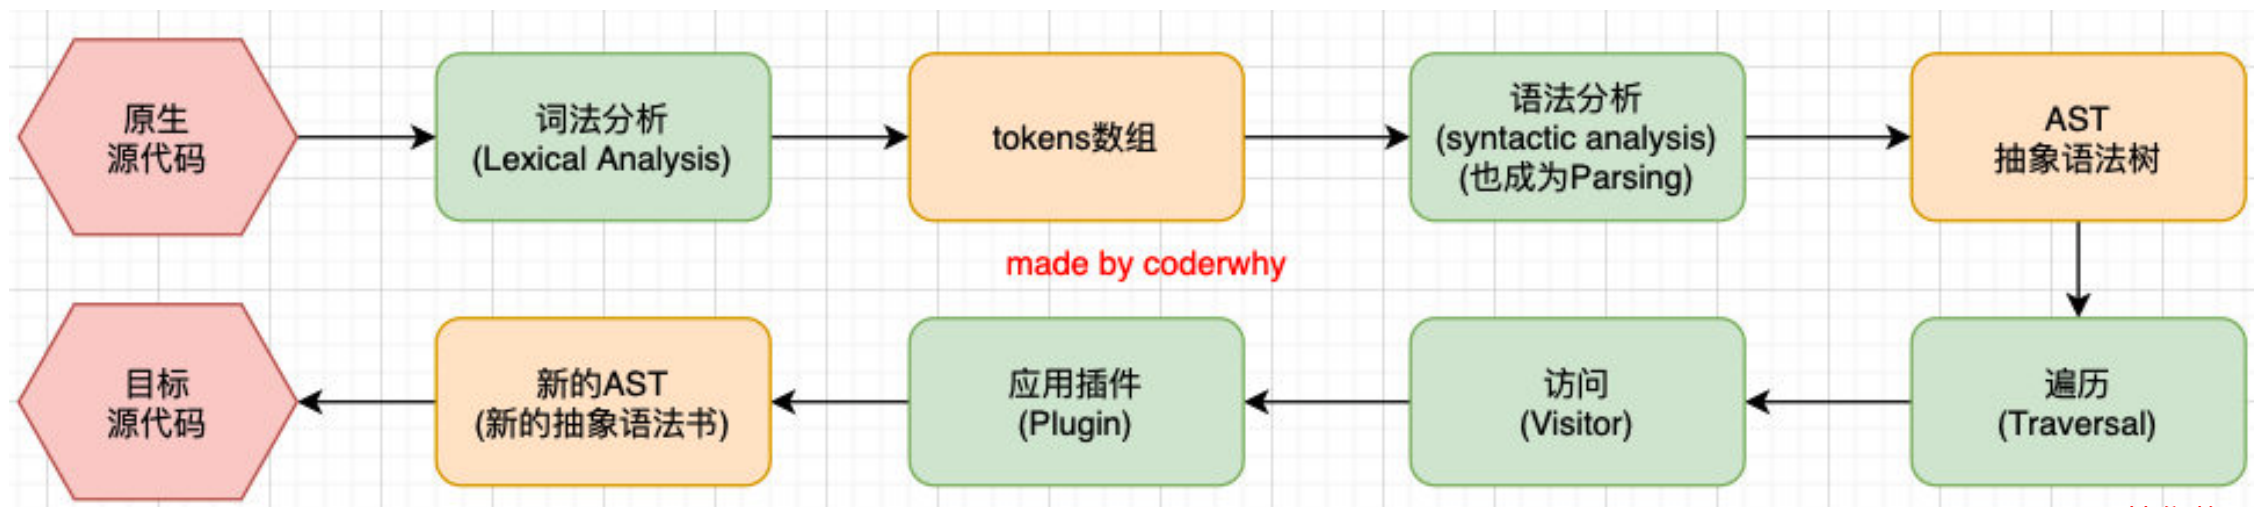 原生
源代码
词法分析
(Lexical Analysis)
tokens数组
语法分析
(syntactic analysis)
(也成为Parsing)
AST
抽象语法树
made by coderwhy
目标
源代码
新的AST
(新的抽象语法书)
应用插件
(Plugin)
访问
(Visitor)
遍历
(Traversal)